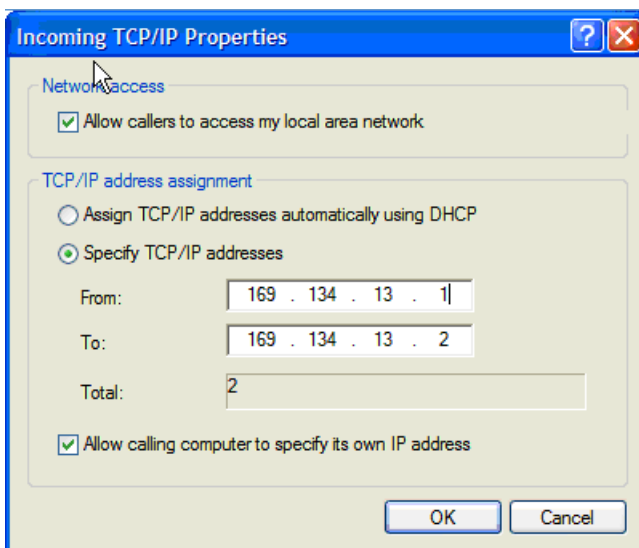 Incoming TCP/IP Properties
Network access
Allow callers to access my local area network
TCP/IP address assignment
Assign TCP/IP addresses automatically using DHCP
Specify TCP/IP addresses
From: 169 . 134 . 13 . 1
To: 169 . 134 . 13 . 2
Total: 2
Allow calling computer to specify its own IP address
OK Cancel